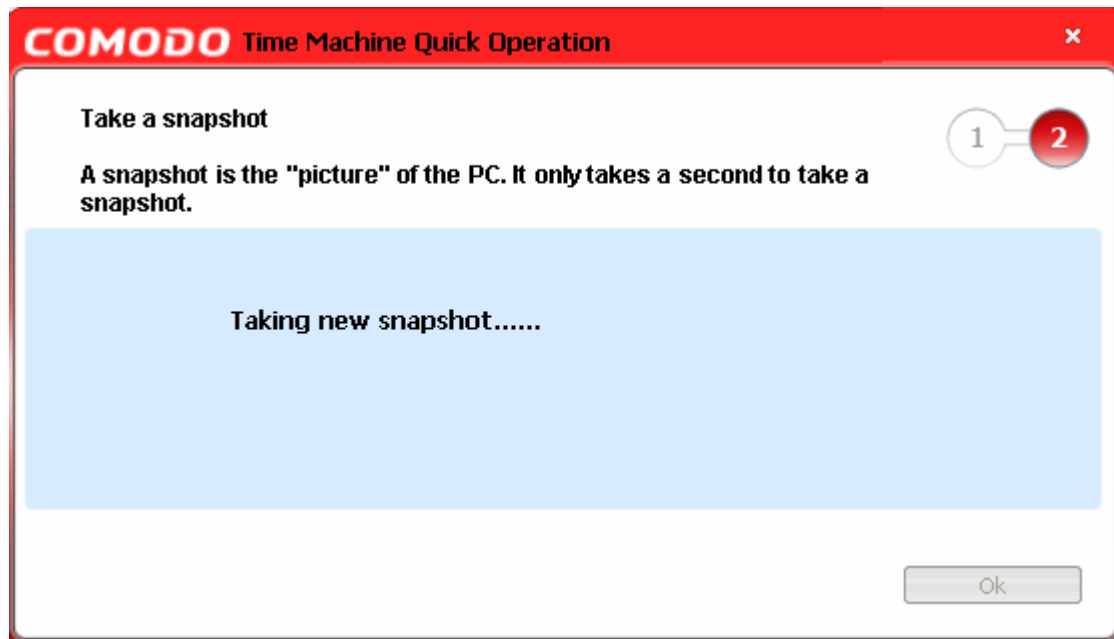 COMODO Time Machine Quick Operation
Take a snapshot
1 2
A snapshot is the "picture" of the PC. It only takes a second to take a
snapshot.
Taking new snapshot......
Ok